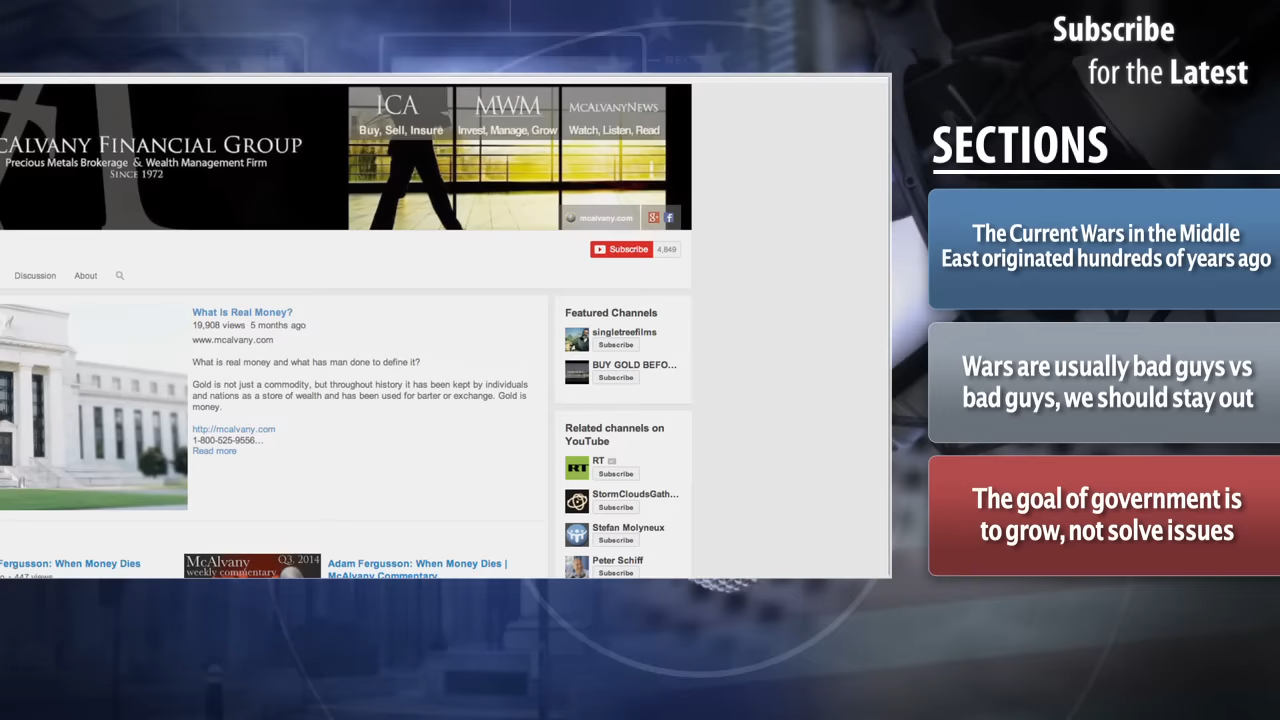 Subscribe
for the Latest
SECTIONS
The Current Wars in the Middle
East originated hundreds of years ago
Wars are usually bad guys vs
bad guys, we should stay out
The goal of government is
to grow, not solve issues
ICA
Buy, Sell, Insure
MWM
Invest, Manage, Grow
McAlvanyNews
Watch, Listen, Read
cAlvany Financial Group
Precious Metals Brokerage & Wealth Management Firm
Since 1972
mcalvany.com
Subscribe 4,849
Discussion About
What Is Real Money?
19,908 views 5 months ago
www.mcalvany.com
What is real money and what has man done to define it?
Gold is not just a commodity, but throughout history it has been kept by individuals
and nations as a store of wealth and has been used for barter or exchange. Gold is
money.
http://mcalvany.com
1-800-525-9556...
Read more
Featured Channels
singletreefilms
Subscribe
BUY GOLD BEFO...
Subscribe
Related channels on
YouTube
RT
RT
Subscribe
StormCloudsGath...
Subscribe
Stefan Molyneux
Subscribe
Peter Schiff
Subscribe
Fergusson: When Money Dies
447 views
McAlvany
weekly commentary
Q3, 2014
Adam Fergusson: When Money Dies |
McAlvany Commentary